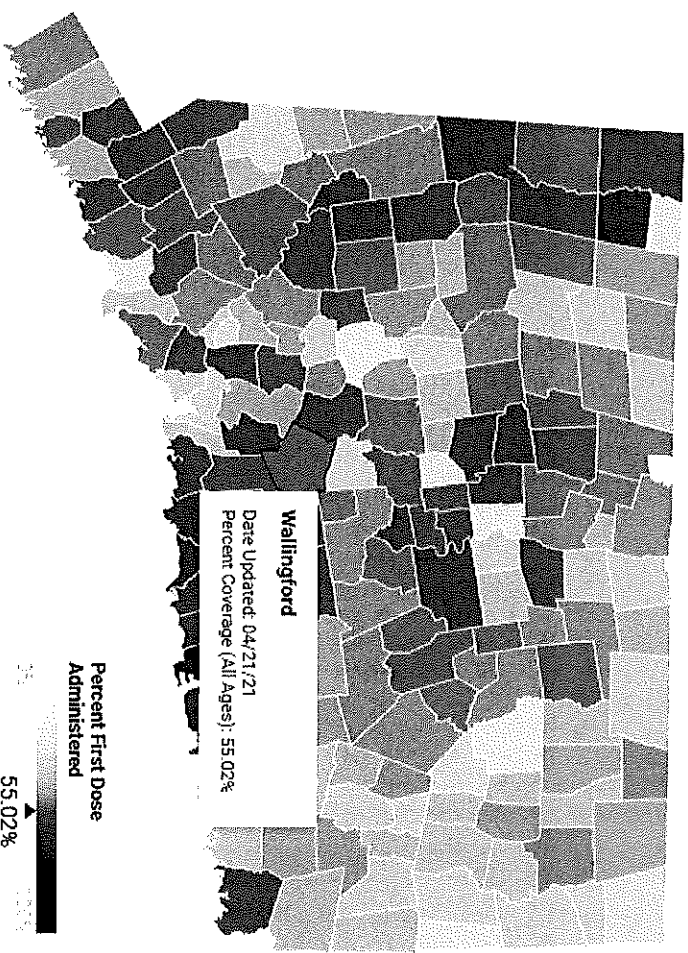 Wallingford
Date Updated: 04/21/21
Percent Coverage (All Ages): 55.02%
Percent First Dose
Administered
55.02%